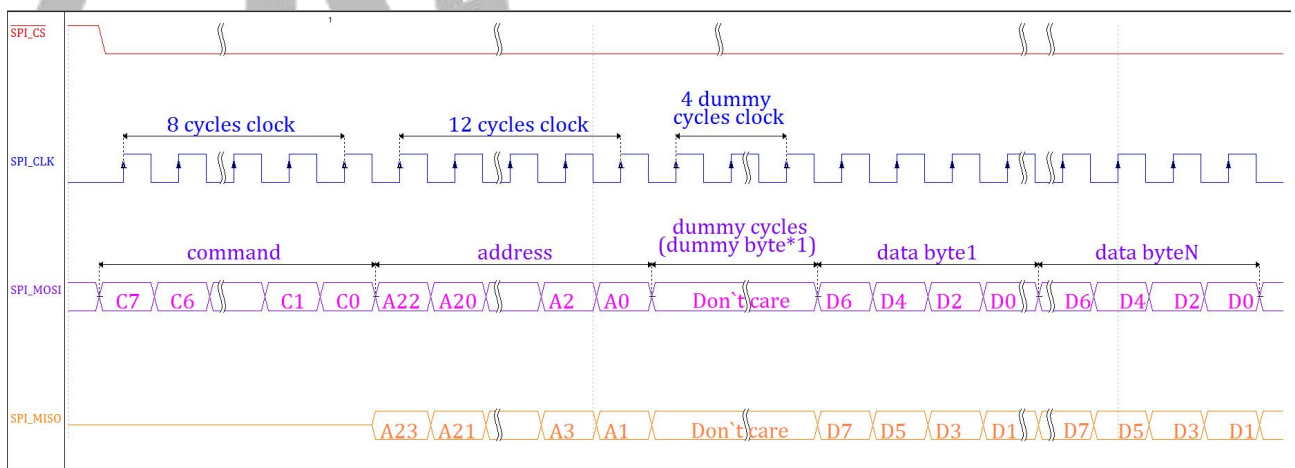 1
SPI_CS
4 dummy
cycles clock
8 cycles clock
12 cycles clock
SPI_CLK
dummy cycles
(dummy byte*1)
command
address
data byte1
data byteN
SPI_MOSI
C7 C6 C1 C0 A22 A20 A2 A0 Don`t care D6 D4 D2 D0 D6 D4 D2 D0
SPI_MISO
A23 A21 A3 A1 Don`t care D7 D5 D3 D1 D7 D5 D3 D1